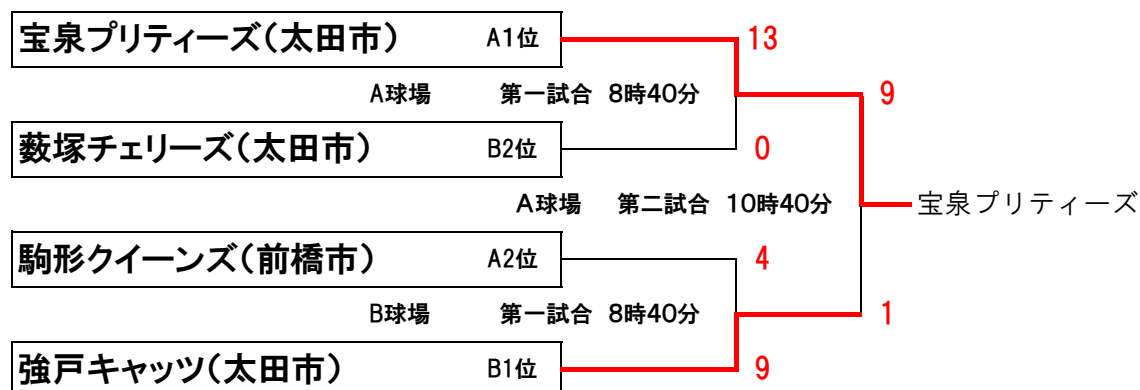 宝泉プリティーズ(太田市) A1位 13
A球場 第一試合 8時40分 9
薮塚チェリーズ(太田市) B2位 0
A球場 第二試合 10時40分 宝泉プリティーズ
駒形クイーンズ(前橋市) A2位 4
B球場 第一試合 8時40分 1
強戸キャッツ(太田市) B1位 9